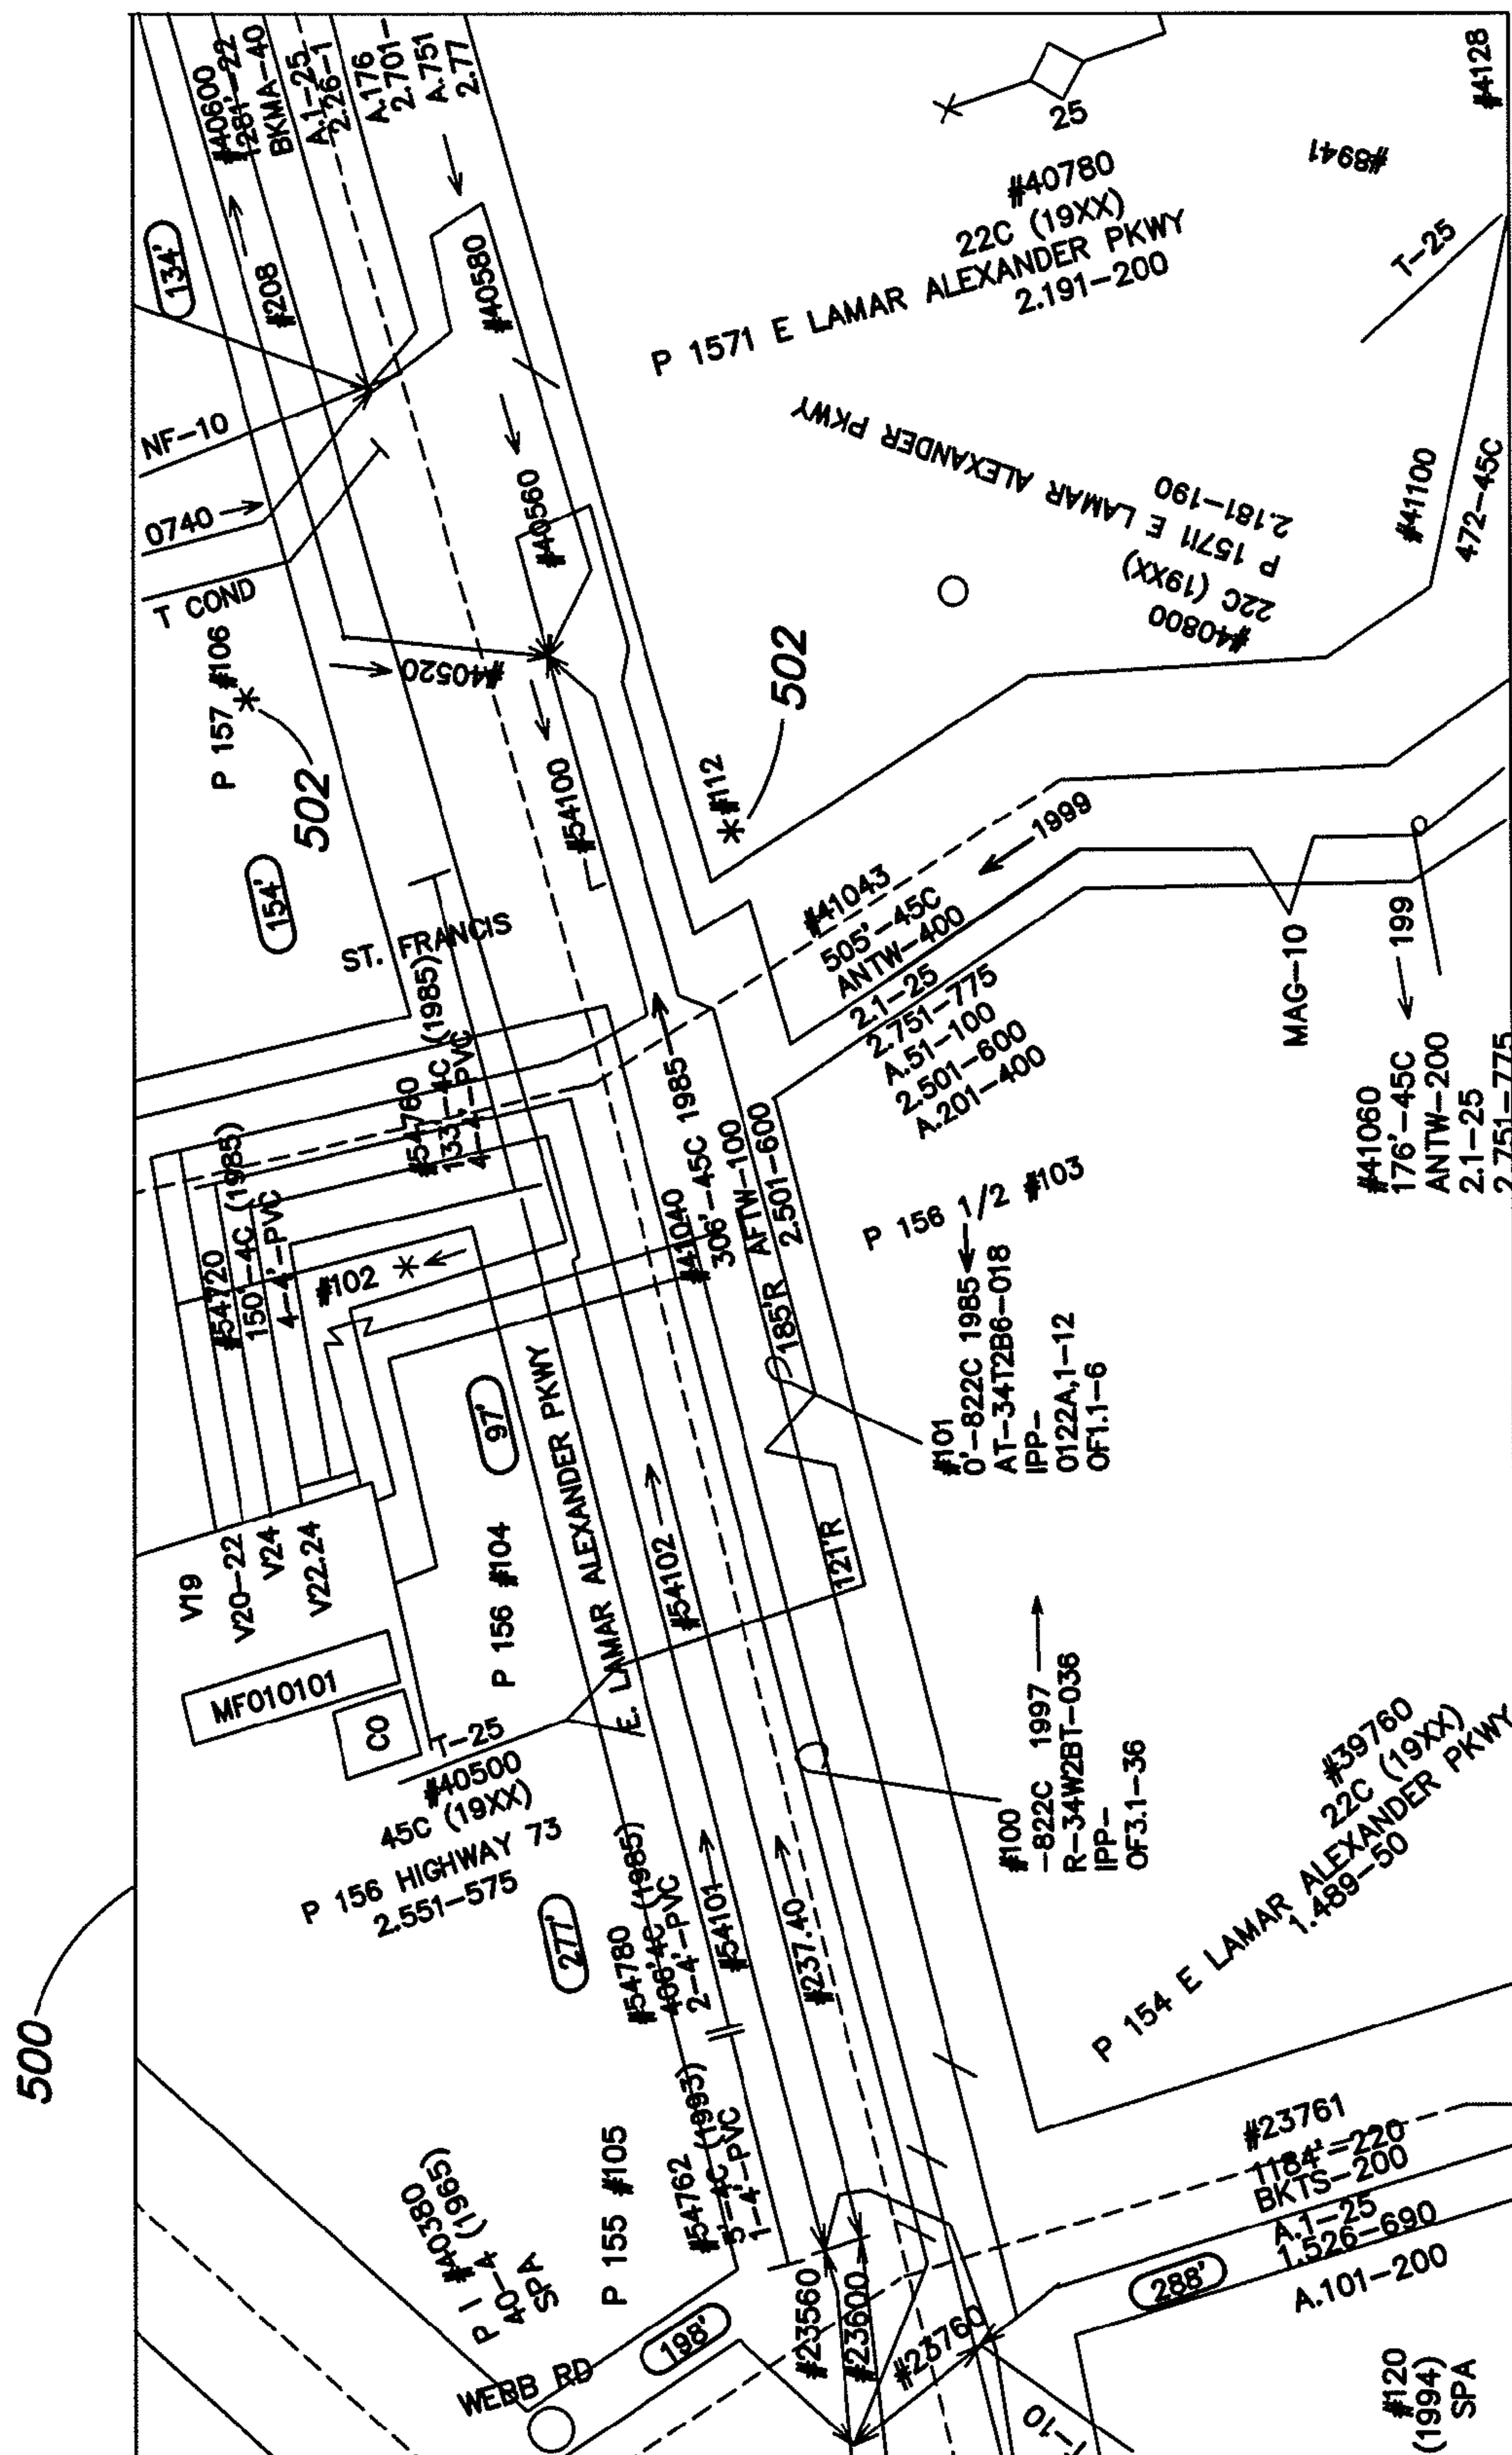 #40600
1281'-22
BKMA-40
A.1-25
2.26-1
A.176
2.701-
A.751
2.77
25
#40780
22C (19XX)
P 1571 E LAMAR ALEXANDER PKWY
2.191-200
#8941
#4128
T-25
134'
#208
#40580
NF-10
0740
T COND
#40560
#40520
P 157 #106
502
154'
#54100
502
#112
#40800
22C (19XX)
P 1571 E LAMAR ALEXANDER PKWY
2.181-190
#41100
472-45C
1999
#41043
505'-45C
ANTW-400
2.1-25
2.751-775
A.51-100
2.501-600
A.201-400
MAG-10
199
#41060
176'-45C
ANTW-200
2.1-25
2.751-775
ST. FRANCIS
#54760
133'-4C (1985)
4-4'-PVC
#54720
150'-4C (1985)
4-4'-PVC
#102
#41040
306'-45C 1985
AFTW-100
2.501-600
P 156 1/2 #103
185'R
#101
0'-822C 1985
AT-34T2B6-018
IPP-
0122A,1-12
OF1.1-6
97'
E. LAMAR ALEXANDER PKWY
V19
V20-22
V24
V22.24
P 156 #104
#54102
121'R
MF010101
CO
T-25
#40500
45C (19XX)
P 156 HIGHWAY 73
2.551-575
#100
-822C 1997
R-34W2BT-036
IPP-
OF3.1-36
#39760
22C (19XX)
P 154 E LAMAR ALEXANDER PKWY
1.489-50
500
277'
#54780
406'4C (1985)
2-4'-PVC
#54101
#237.40
P 1 #40380
40-A (1965)
SPA
P 155 #105
#54762
5'-4C (1993)
1-4'-PVC
#23761
1184'=220
BKTS-200
A.1-25
1.526-690
A.101-200
288'
WEBB RD
198'
#23560
#23600
#23760
#120
(1994)
SPA